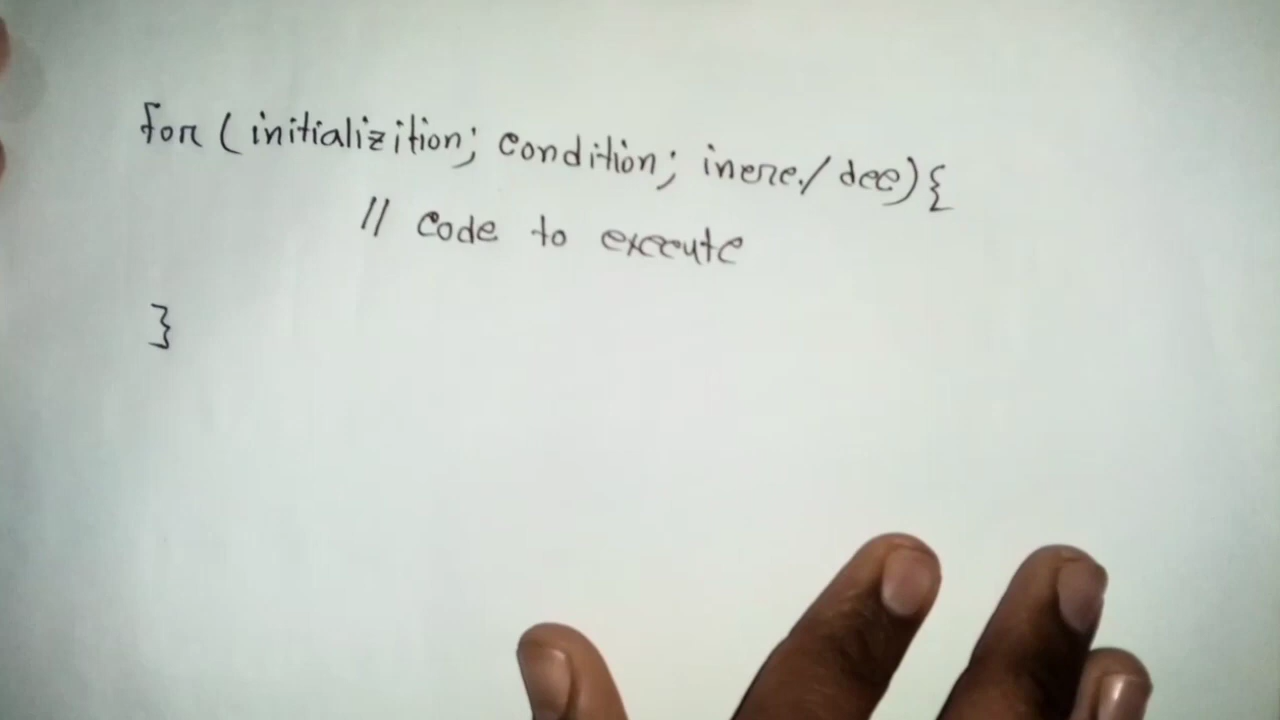 for (initializition; condition; incre./dec){
// code to execute
}